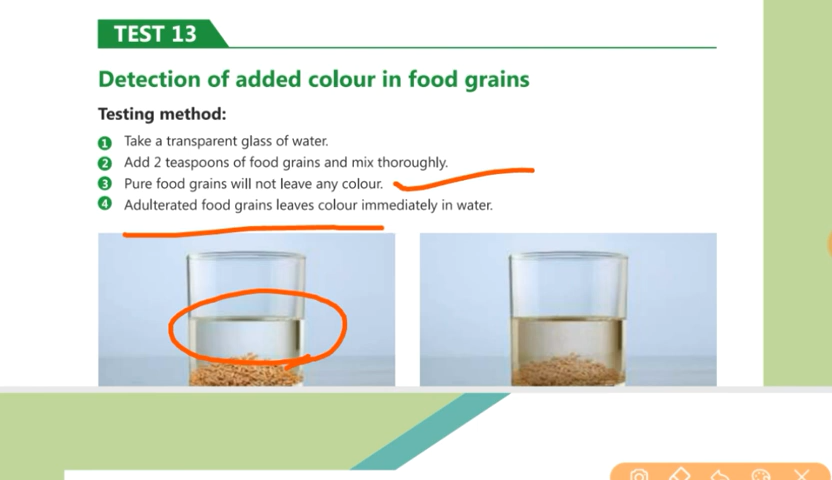 TEST 13
Detection of added colour in food grains
Testing method:
1 Take a transparent glass of water.
2 Add 2 teaspoons of food grains and mix thoroughly.
3 Pure food grains will not leave any colour.
4 Adulterated food grains leaves colour immediately in water.